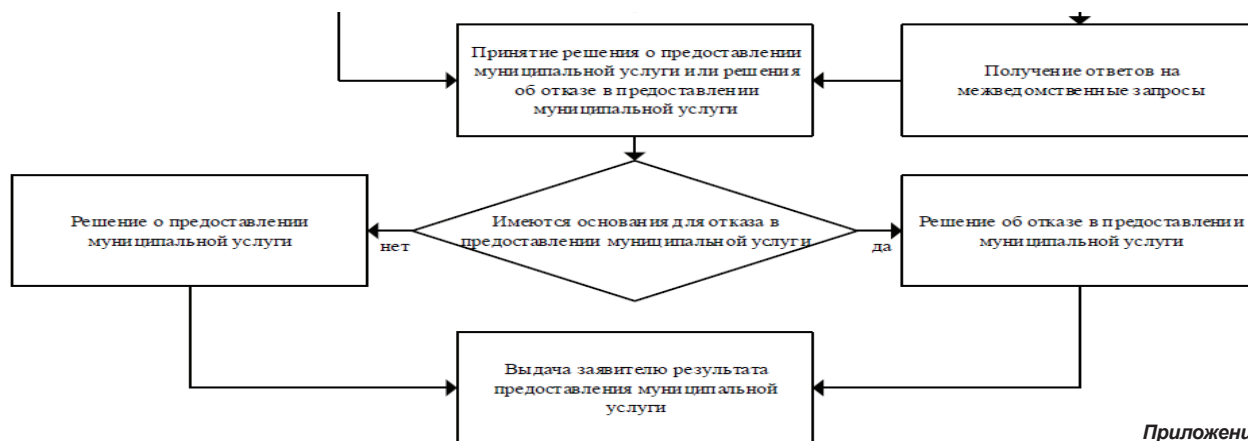 Принятие решения о предоставлении
муниципальной услуги или решения
об отказе в предоставлении
муниципальной услуги
Получение ответов на
межведомственные запросы
Решение о предоставлении
муниципальной услуги
нет
Имеются основания для отказа в
предоставлении муниципальной услуги
да
Решение об отказе в предоставлении
муниципальной услуги
Выдача заявителю результата
предоставления муниципальной
услуги
Приложени